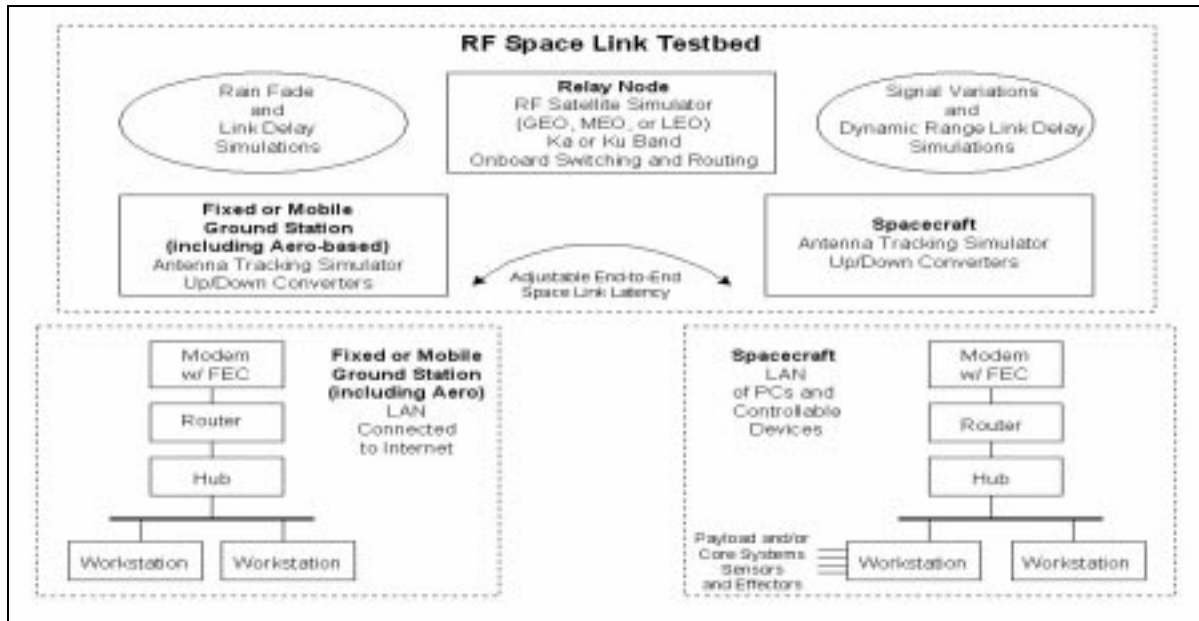 RF Space Link Testbed
Rain Fade
and
Link Delay
Simulations
Relay Node
RF Satellite Simulator
(GEO, MEO, or LEO)
Ka or Ku Band
Onboard Switching and Routing
Signal Variations
and
Dynamic Range Link Delay
Simulations
Fixed or Mobile
Ground Station
(including Aero-based)
Antenna Tracking Simulator
Up/Down Converters
Adjustable End-to-End
Space Link Latency
Spacecraft
Antenna Tracking Simulator
Up/Down Converters
Modem
w/ FEC
Router
Hub
Workstation
Workstation
Fixed or Mobile
Ground Station
(including Aero)
LAN
Connected
to Internet
Spacecraft
LAN
of PCs and
Controllable
Devices
Modem
w/ FEC
Router
Hub
Payload and/or
Core Systems
Sensors
and Effectors
Workstation
Workstation